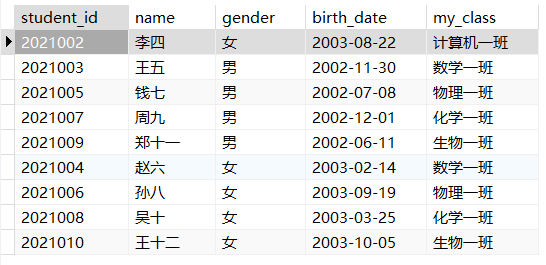 student_id name gender birth_date my_class
2021002 李四 女 2003-08-22 计算机一班
2021003 王五 男 2002-11-30 数学一班
2021005 钱七 男 2002-07-08 物理一班
2021007 周九 男 2002-12-01 化学一班
2021009 郑十一 男 2002-06-11 生物一班
2021004 赵六 女 2003-02-14 数学一班
2021006 孙八 女 2003-09-19 物理一班
2021008 吴十 女 2003-03-25 化学一班
2021010 王十二 女 2003-10-05 生物一班